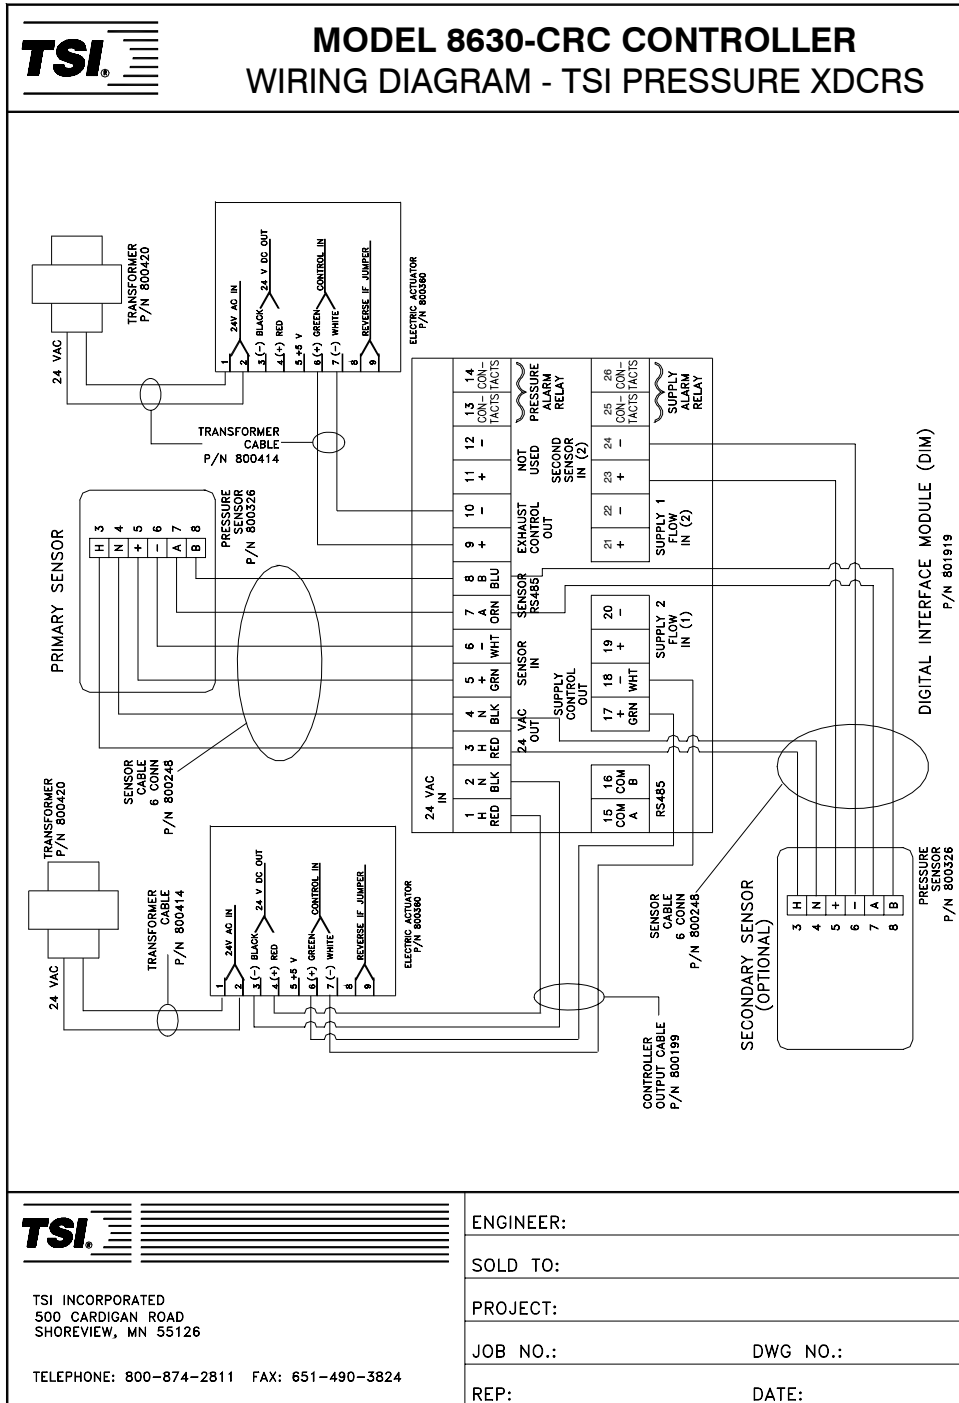 TSI
MODEL 8630-CRC CONTROLLER
WIRING DIAGRAM - TSI PRESSURE XDCRS
24 VAC
TRANSFORMER
P/N 800420
1 2 3 4 5 6 7 8 9
24V AC IN
(-) BLACK
(+) RED
24 V DC OUT
+5 V
(+) GREEN
(-) WHITE
CONTROL IN
REVERSE IF JUMPER
ELECTRIC ACTUATOR
P/N 800360
TRANSFORMER
CABLE
P/N 800414
PRIMARY SENSOR
H N + - A B
3 4 5 6 7 8
PRESSURE
SENSOR
P/N 800326
SENSOR
CABLE
6 CONN
P/N 800248
24 VAC
IN
1 H RED
2 N BLK
3 H RED
4 N BLK
5 + GRN
6 - WHT
7 A ORN
8 B BLU
9 +
10 -
11 +
12 -
13 CON-TACTS
14 CON-TACTS
24 VAC
OUT
SENSOR
IN
SENSOR
RS485
EXHAUST
CONTROL
OUT
NOT
USED
PRESSURE
ALARM
RELAY
15 COM A
16 COM B
17 + GRN
18 - WHT
19 +
20 -
21 +
22 -
23 +
24 -
25 CON-TACTS
26 CON-TACTS
RS485
SUPPLY
CONTROL
OUT
SUPPLY 2
FLOW
IN (1)
SUPPLY 1
FLOW
IN (2)
SECOND
SENSOR
IN (2)
SUPPLY
ALARM
RELAY
DIGITAL INTERFACE MODULE (DIM)
P/N 801919
24 VAC
TRANSFORMER
P/N 800420
TRANSFORMER
CABLE
P/N 800414
1 2 3 4 5 6 7 8 9
24V AC IN
(-) BLACK
(+) RED
24 V DC OUT
+5 V
(+) GREEN
(-) WHITE
CONTROL IN
REVERSE IF JUMPER
ELECTRIC ACTUATOR
P/N 800360
CONTROLLER
OUTPUT CABLE
P/N 800199
SENSOR
CABLE
6 CONN
P/N 800248
SECONDARY SENSOR
(OPTIONAL)
H N + - A B
3 4 5 6 7 8
PRESSURE
SENSOR
P/N 800326
TSI
TSI INCORPORATED
500 CARDIGAN ROAD
SHOREVIEW, MN 55126
TELEPHONE: 800-874-2811 FAX: 651-490-3824
ENGINEER:
SOLD TO:
PROJECT:
JOB NO.: DWG NO.:
REP: DATE: